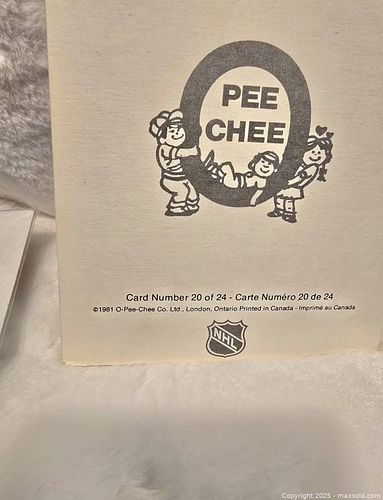 PEE
CHEE
Card Number 20 of 24 - Carte Numéro 20 de 24
©1981 O-Pee-Chee Co. Ltd., London, Ontario Printed in Canada - Imprimé au Canada
NHL
Copyright 2025 - maxsold.com